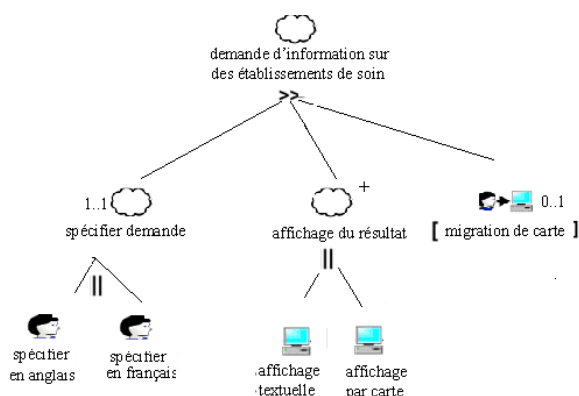 demande d'information sur
des établissements de soin
>>
1..1
spécifier demande
+
affichage du résultat
0..1
[ migration de carte ]
||
||
spécifier
en anglais
spécifier
en français
affichage
textuelle
affichage
par carte